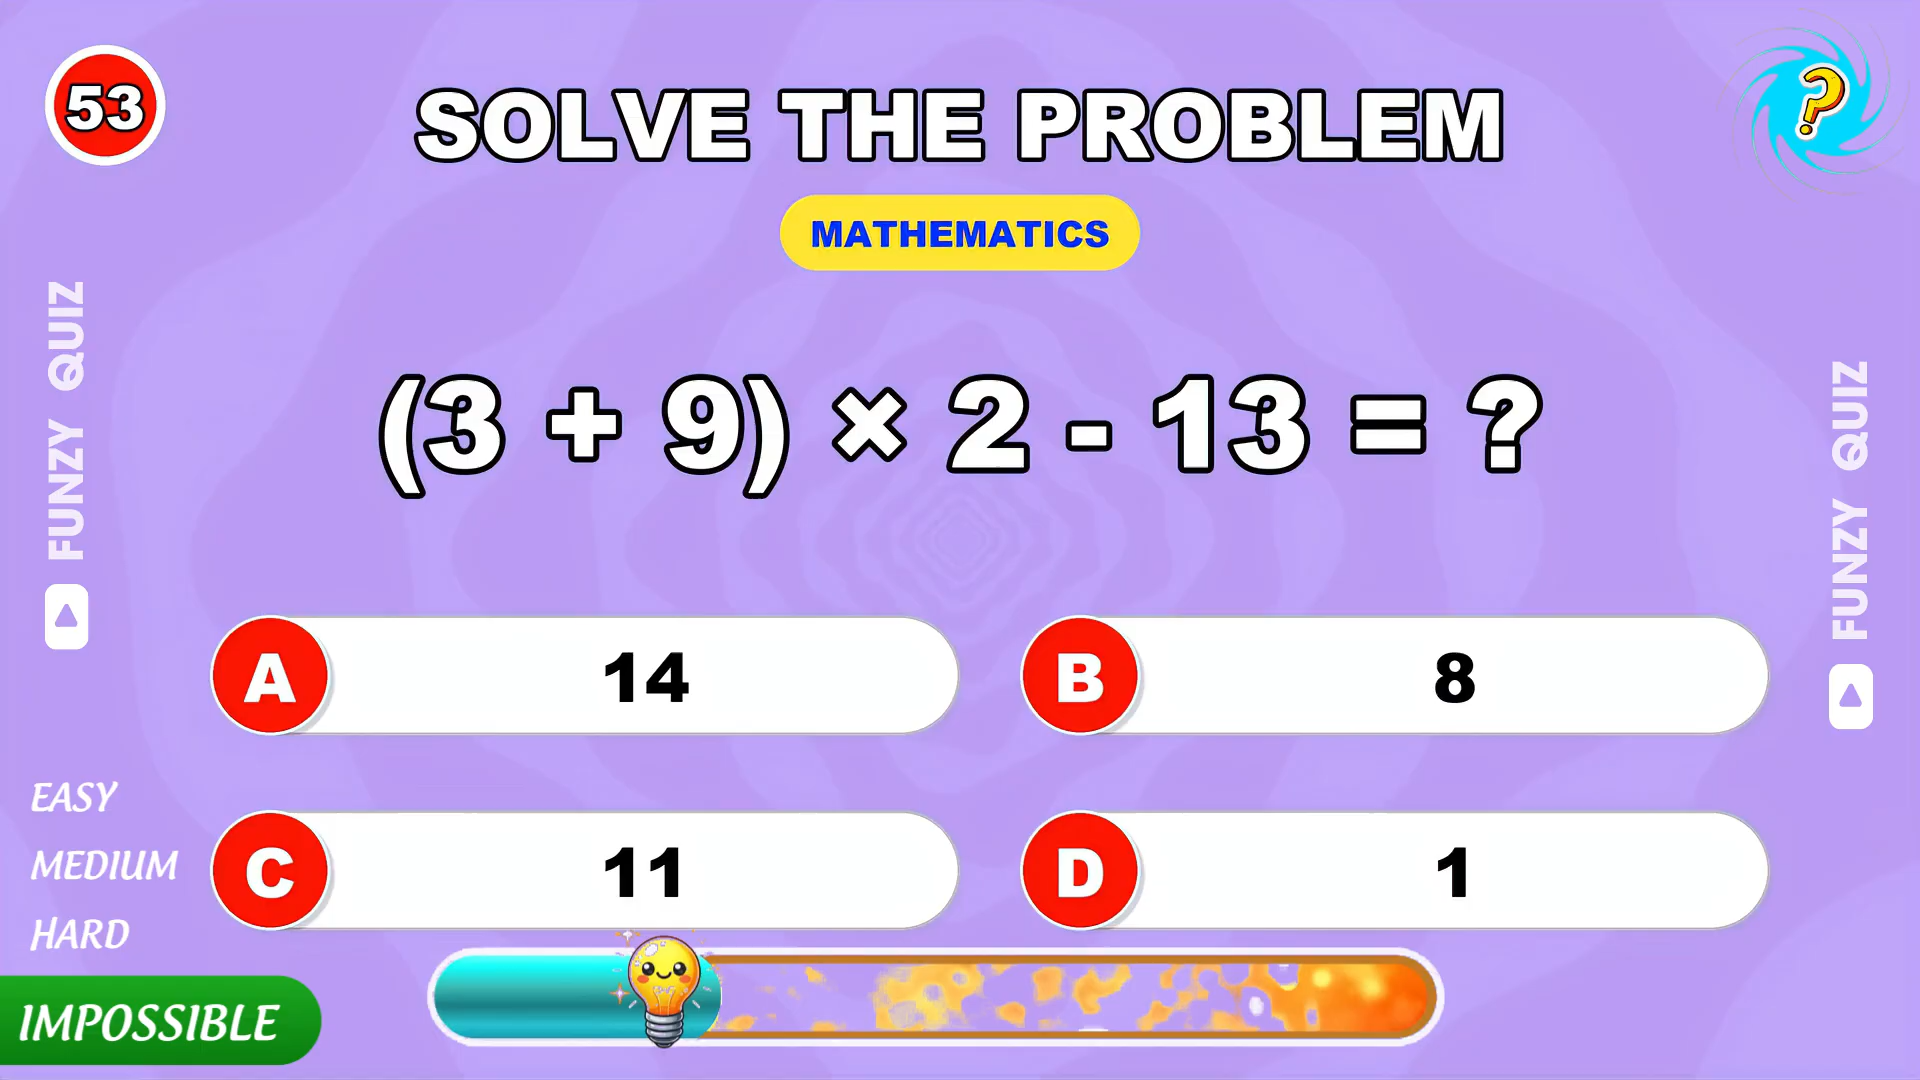 53
SOLVE THE PROBLEM
?
MATHEMATICS
(3 + 9) × 2 - 13 = ?
FUNZY QUIZ
FUNZY QUIZ
A 14
B 8
C 11
D 1
EASY
MEDIUM
HARD
IMPOSSIBLE